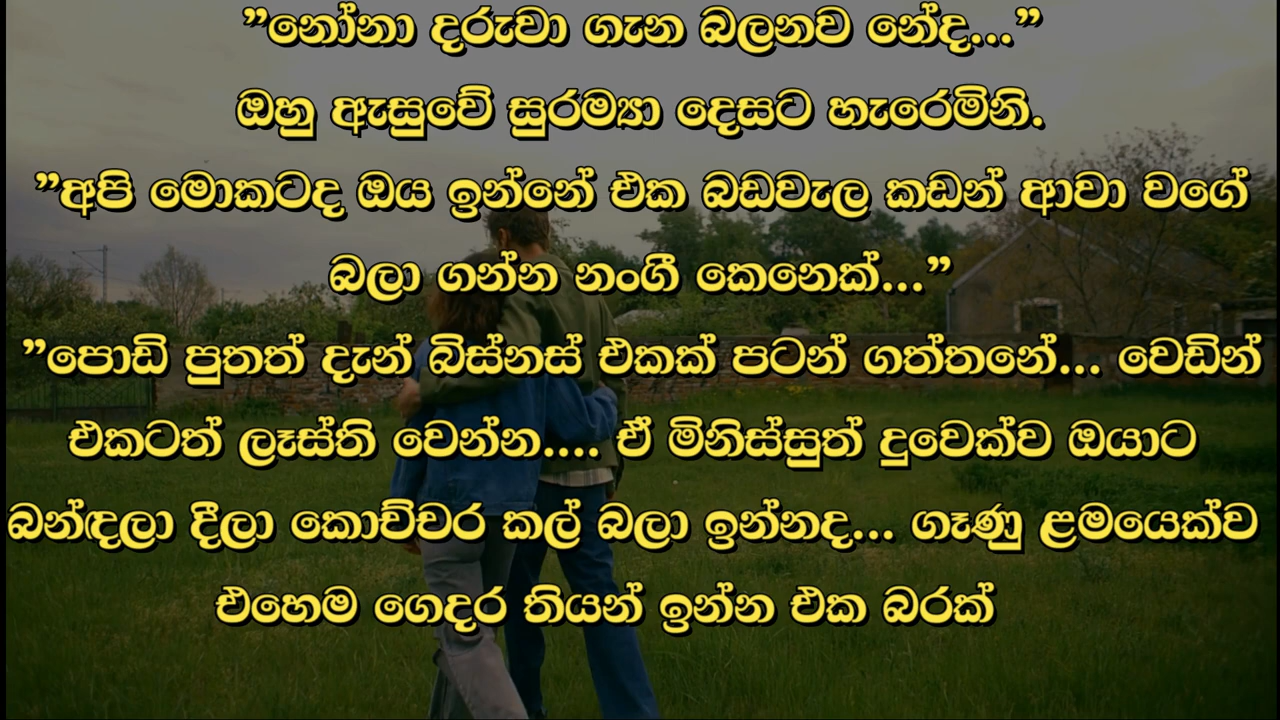 ”නෝනා දරුවා ගැන බලනව නේද...”
ඔහු ඇසුවේ සුරම්‍යා දෙසට හැරෙමිනි.
”අපි මොකටද ඔය ඉන්නේ එක බඩවැල කඩන් ආවා වගේ
බලා ගන්න නංගී කෙනෙක්...”
”පොඩි පුතත් දැන් බිස්නස් එකක් පටන් ගත්තනේ... වෙඩින්
එකටත් ලෑස්ති වෙන්න.... ඒ මිනිස්සුත් දුවෙක්ව ඔයාට
බන්ඳලා දීලා කොච්චර කල් බලා ඉන්නද... ගෑණු ළමයෙක්ව
එහෙම ගෙදර තියන් ඉන්න එක බරක්